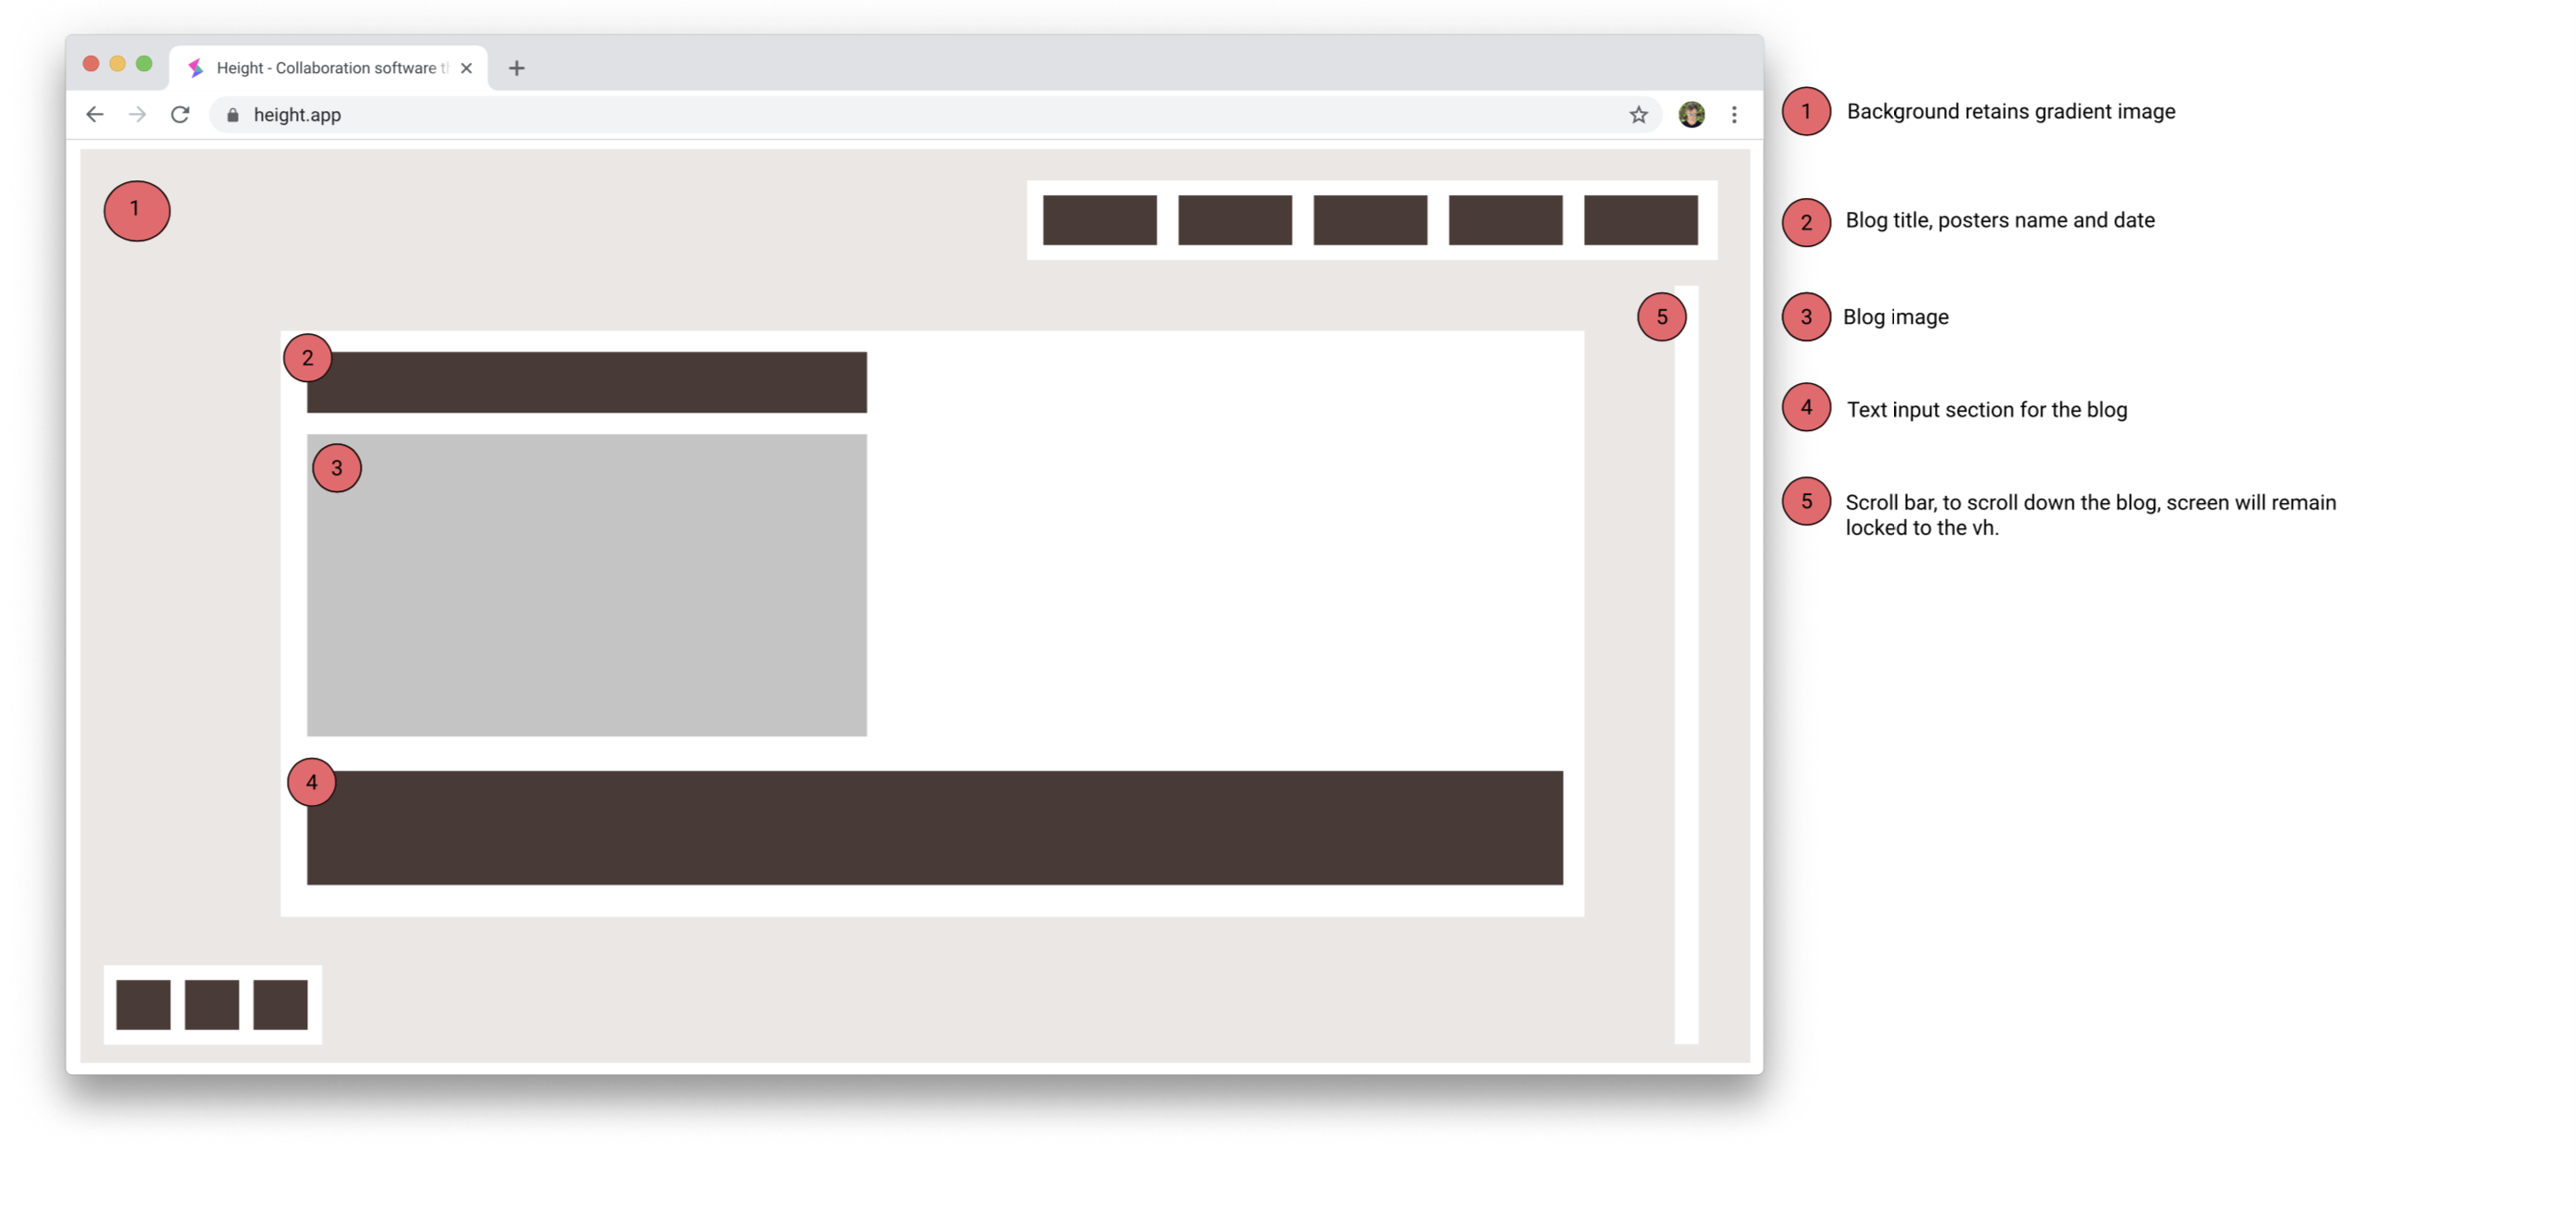 Height - Collaboration software
height.app
1
2
3
4
5
1 Background retains gradient image
2 Blog title, posters name and date
3 Blog image
4 Text input section for the blog
5 Scroll bar, to scroll down the blog, screen will remain
locked to the vh.